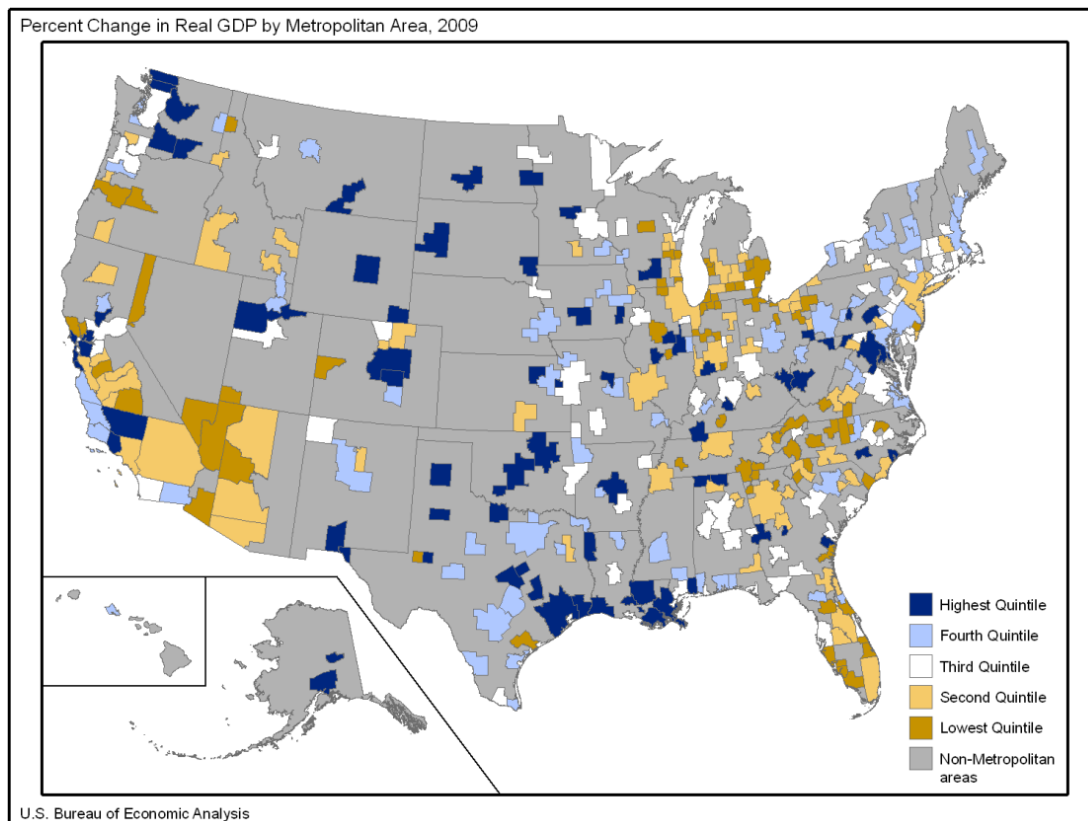 Percent Change in Real GDP by Metropolitan Area, 2009
Highest Quintile
Fourth Quintile
Third Quintile
Second Quintile
Lowest Quintile
Non-Metropolitan
areas
U.S. Bureau of Economic Analysis